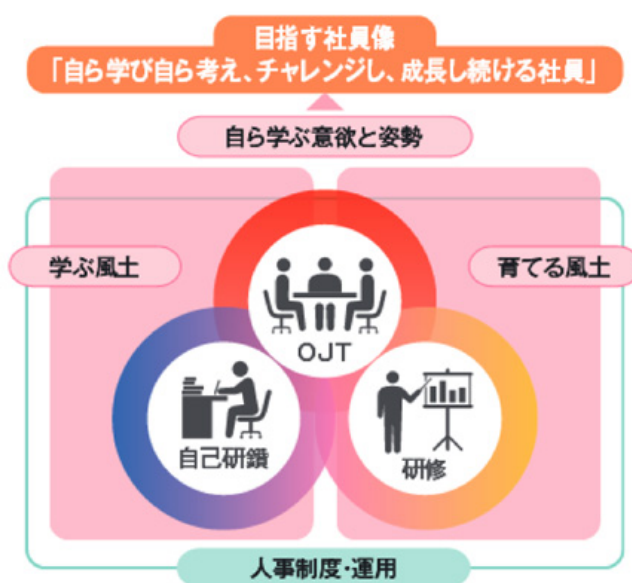 目指す社員像
「自ら学び自ら考え、チャレンジし、成長し続ける社員」
自ら学ぶ意欲と姿勢
学ぶ風土
育てる風土
OJT
自己研鑽
研修
人事制度・運用